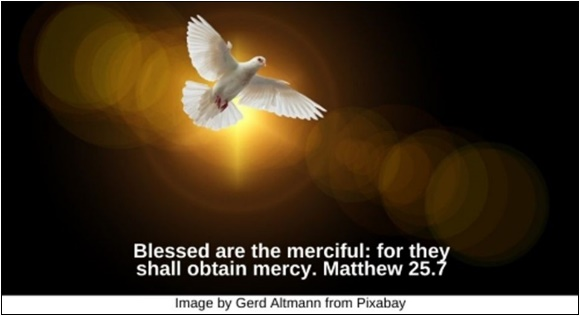 Blessed are the merciful: for they
shall obtain mercy. Matthew 25.7
Image by Gerd Altmann from Pixabay